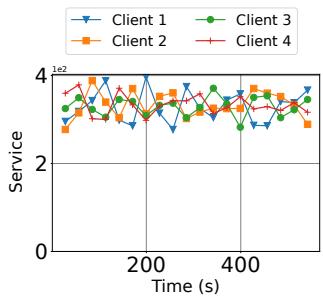 Client 1
Client 2
Client 3
Client 4
1e2
4
2
0
Service
200
400
Time (s)